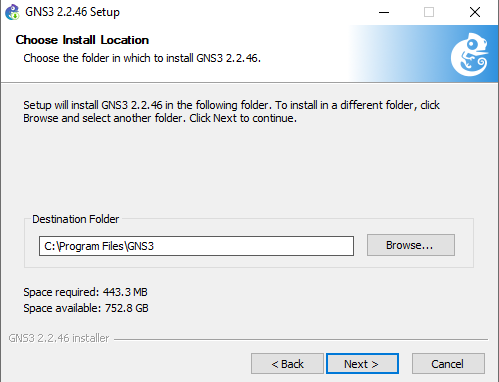 GNS3 2.2.46 Setup
Choose Install Location
Choose the folder in which to install GNS3 2.2.46.
Setup will install GNS3 2.2.46 in the following folder. To install in a different folder, click
Browse and select another folder. Click Next to continue.
Destination Folder
C:\Program Files\GNS3
Browse...
Space required: 443.3 MB
Space available: 752.8 GB
GNS3 2.2.46 installer
< Back
Next >
Cancel